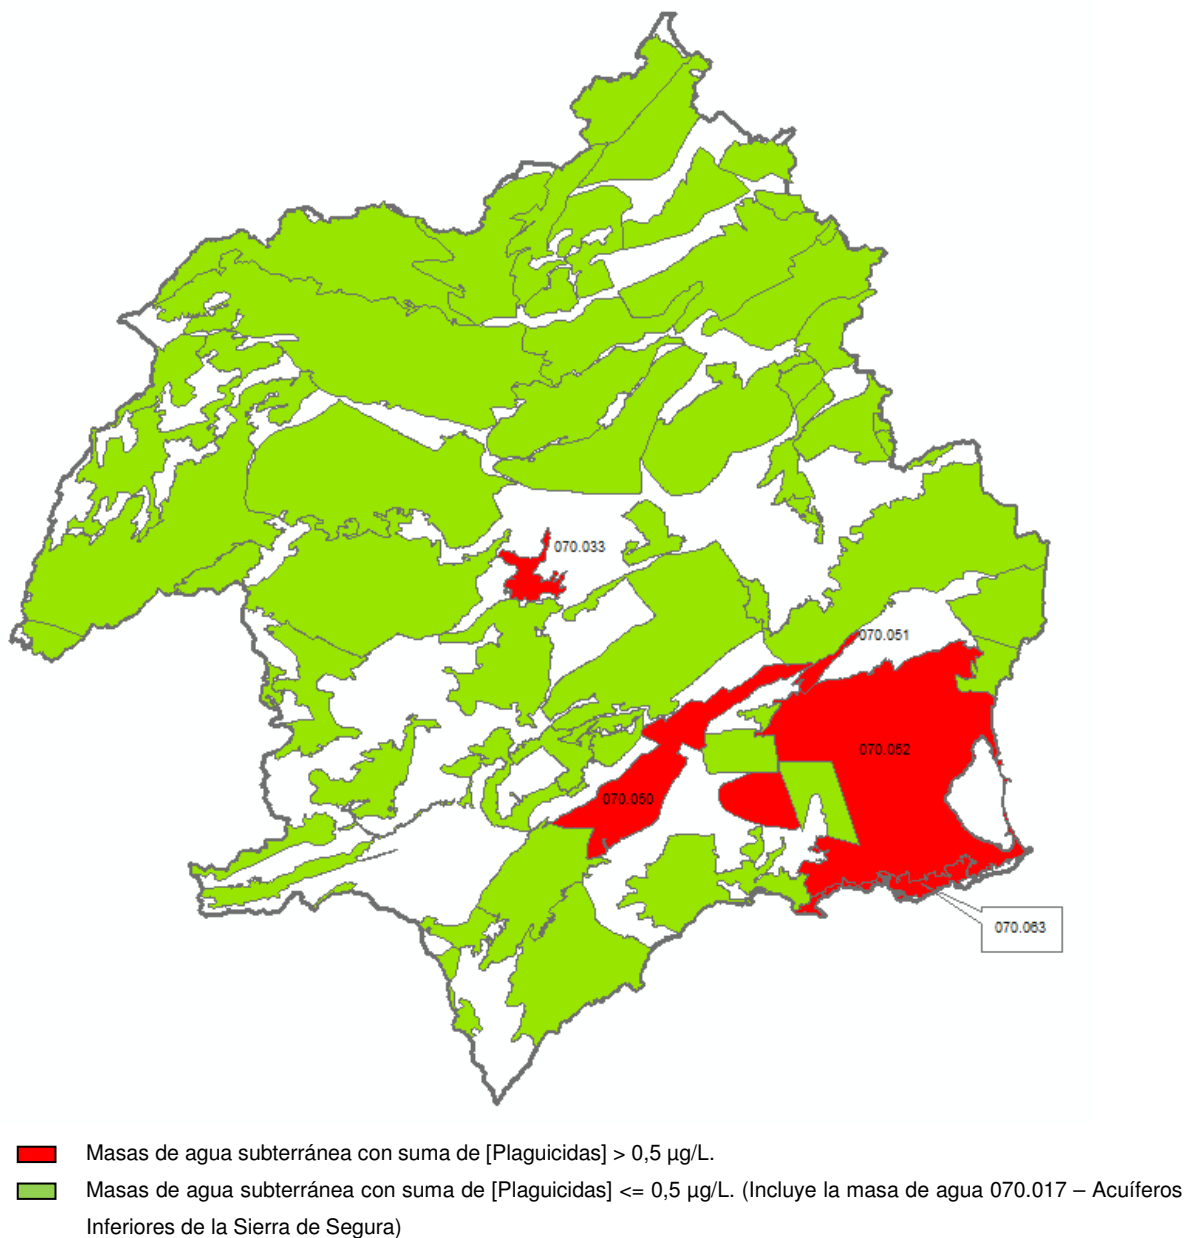 070.033
070.051
070.052
070.050
070.063
Masas de agua subterránea con suma de [Plaguicidas] > 0,5 µg/L.
Masas de agua subterránea con suma de [Plaguicidas] <= 0,5 µg/L. (Incluye la masa de agua 070.017 – Acuíferos
Inferiores de la Sierra de Segura)